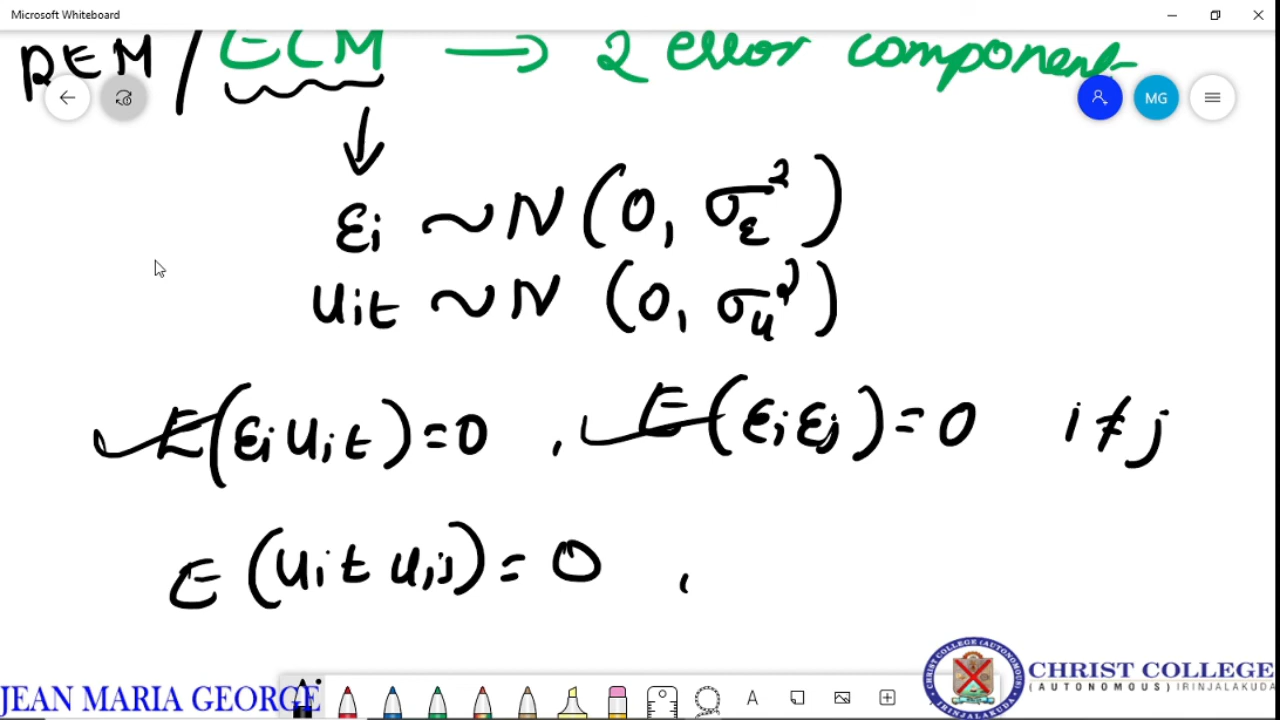 Microsoft Whiteboard
REM / ECM → 2 error component
MG
εi ~ N (0, σε²)
uit ~ N (0, σu²)
E(εi uit) = 0 , E(εi εj) = 0 i ≠ j
E (uit uij) = 0 ,
A
JEAN MARIA GEORGE
CHRIST COLLEGE
(AUTONOMOUS) IRINJALAKUDA